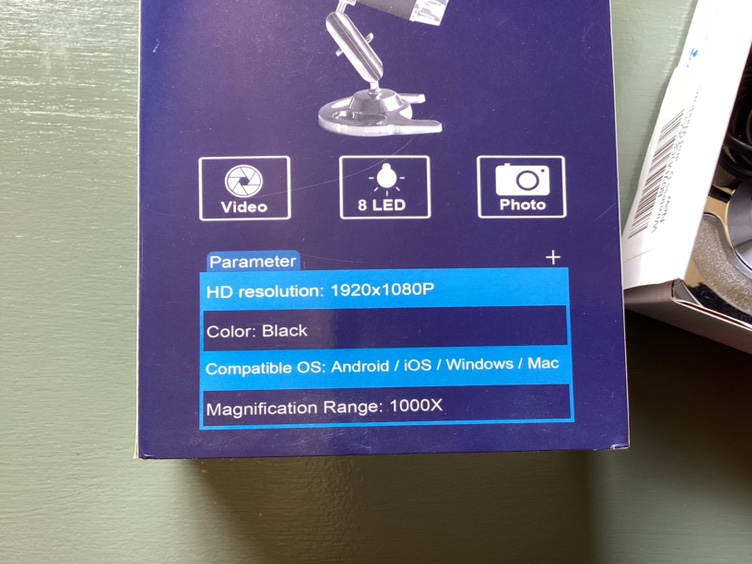 Video
8 LED
Photo
Parameter
+
HD resolution: 1920x1080P
Color: Black
Compatible OS: Android / iOS / Windows / Mac
Magnification Range: 1000X